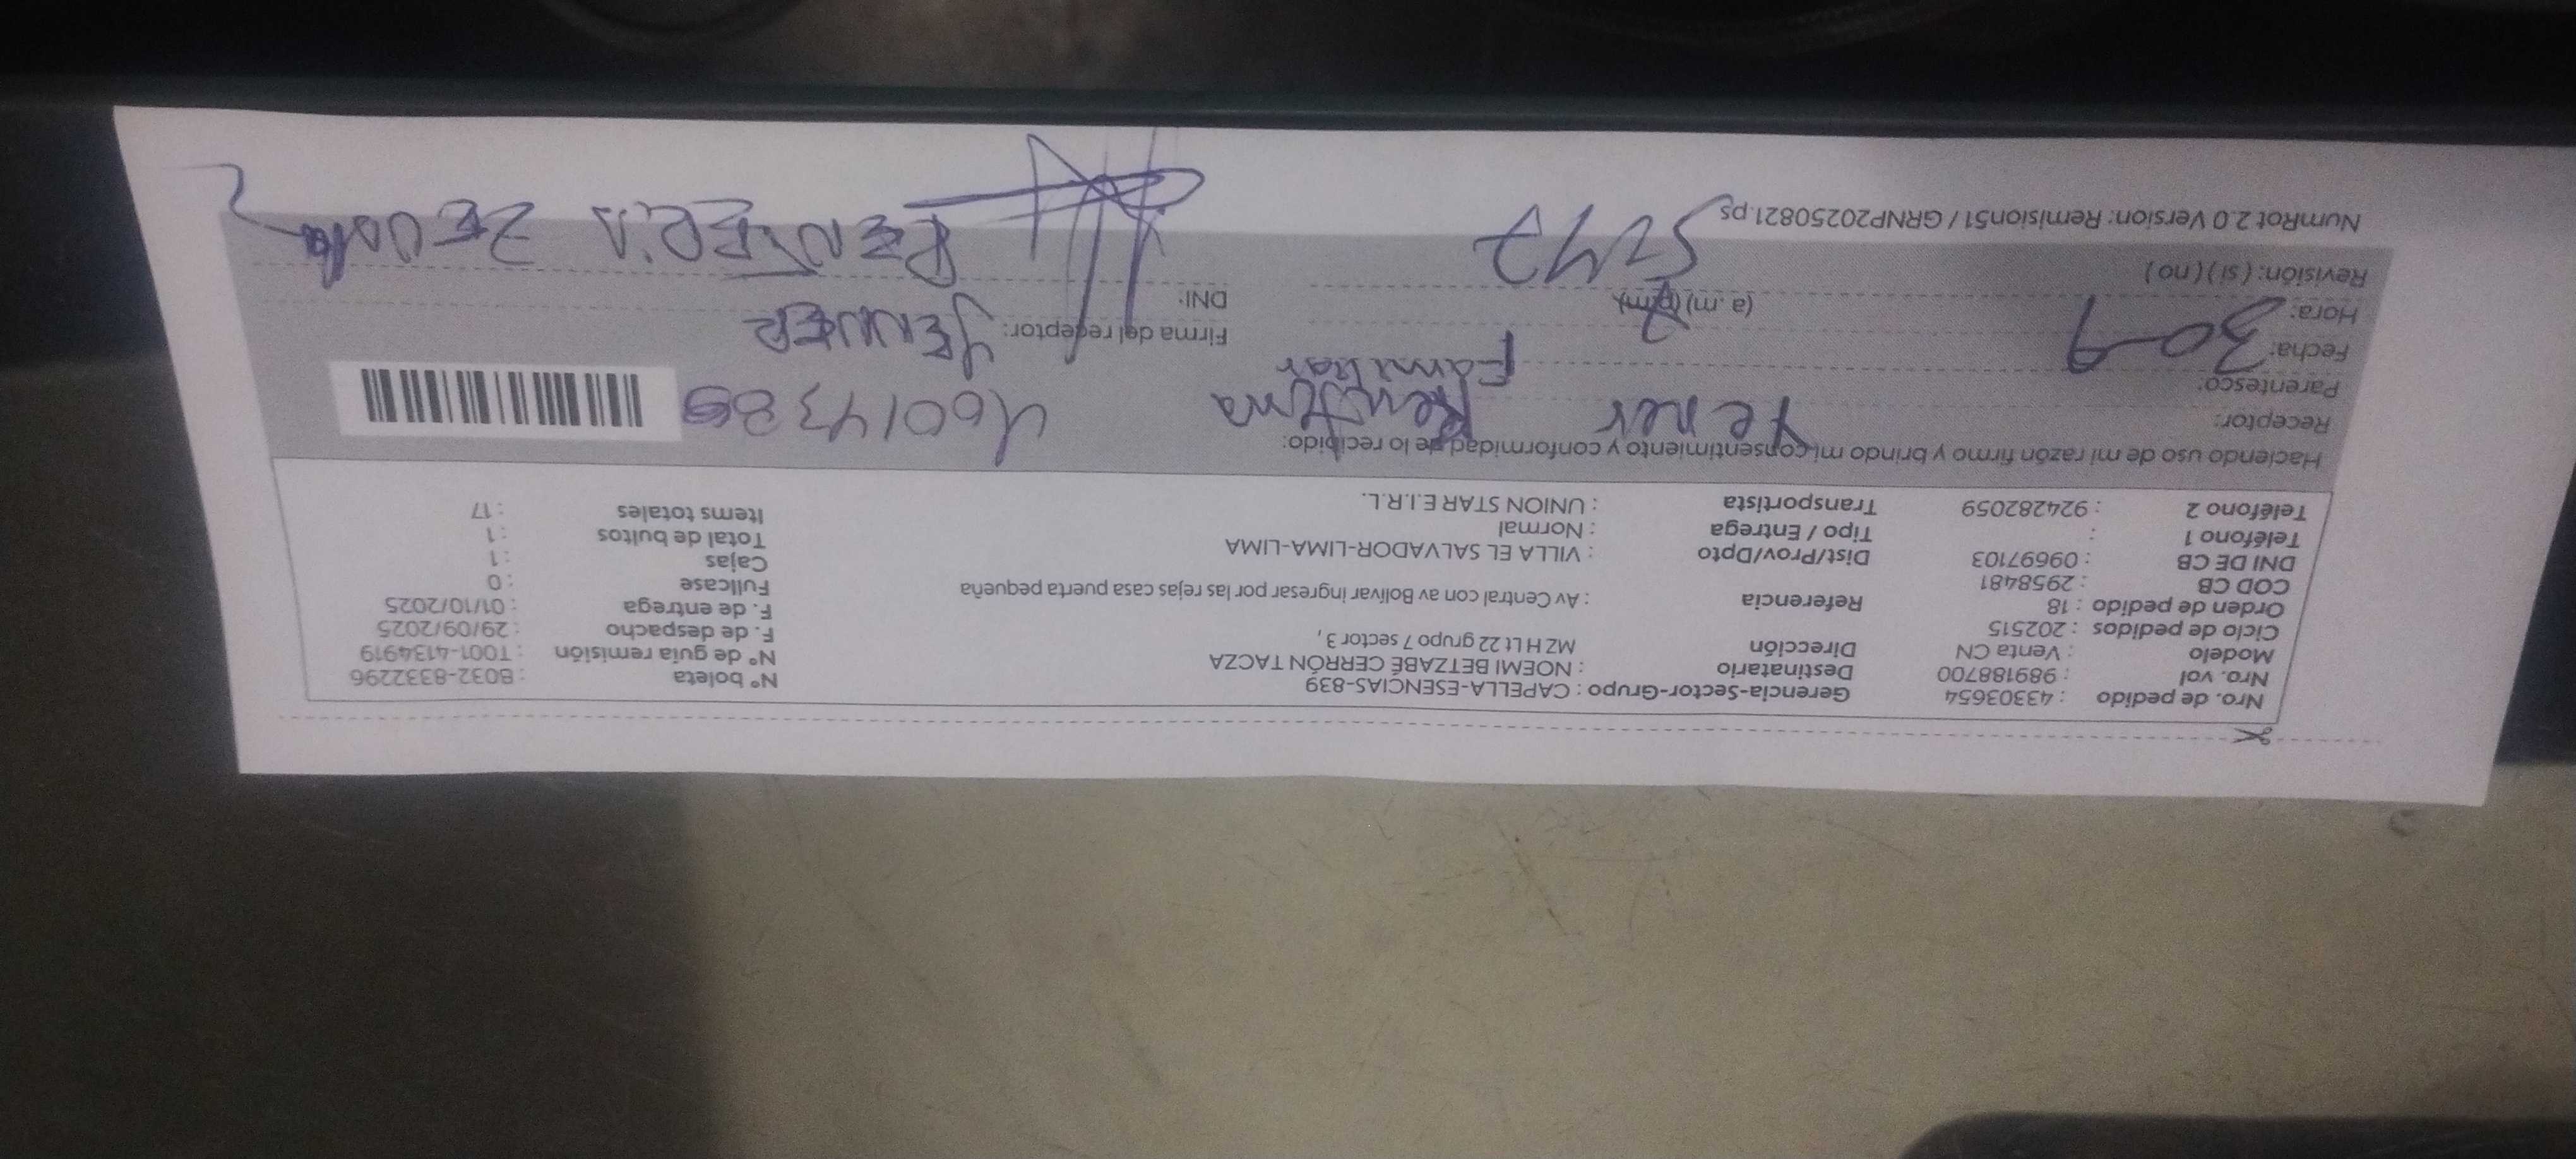 Nro. de pedido : 43303654 Gerencia-Sector-Grupo : CAPELLA-ESENCIAS-839 N° boleta : B032-8332296
Nro. vol : 989188700 Destinatario : NOEMI BETZABÉ CERRÓN TACZA N° de guía remisión : T001-4134919
Modelo : Venta CN Dirección MZ H Lt 22 grupo 7 sector 3 , F. de despacho : 29/09/2025
Ciclo de pedidos : 202515 F. de entrega : 01/10/2025
Orden de pedido : 18 Referencia : Av Central con av Bolívar ingresar por las rejas casa puerta pequeña Fullcase : 0
COD CB : 2958481 Cajas : 1
DNI DE CB : 09697103 Dist/Prov/Dpto : VILLA EL SALVADOR-LIMA-LIMA Total de bultos : 1
Teléfono 1 : Tipo / Entrega : Normal Items totales : 17
Teléfono 2 : 924282059 Transportista : UNION STAR E.I.R.L.
Haciendo uso de mi razón firmo y brindo mi consentimiento y conformidad de lo recibido:
Receptor: Yener
Parentesco: Familiar
Fecha: 30-9 Firma del receptor: YENNER
Hora: (a. m) (p.m) DNI:
Revisión: ( si ) ( no )
NumRot 2.0 Version: Remision51 / GRNP20250821.ps